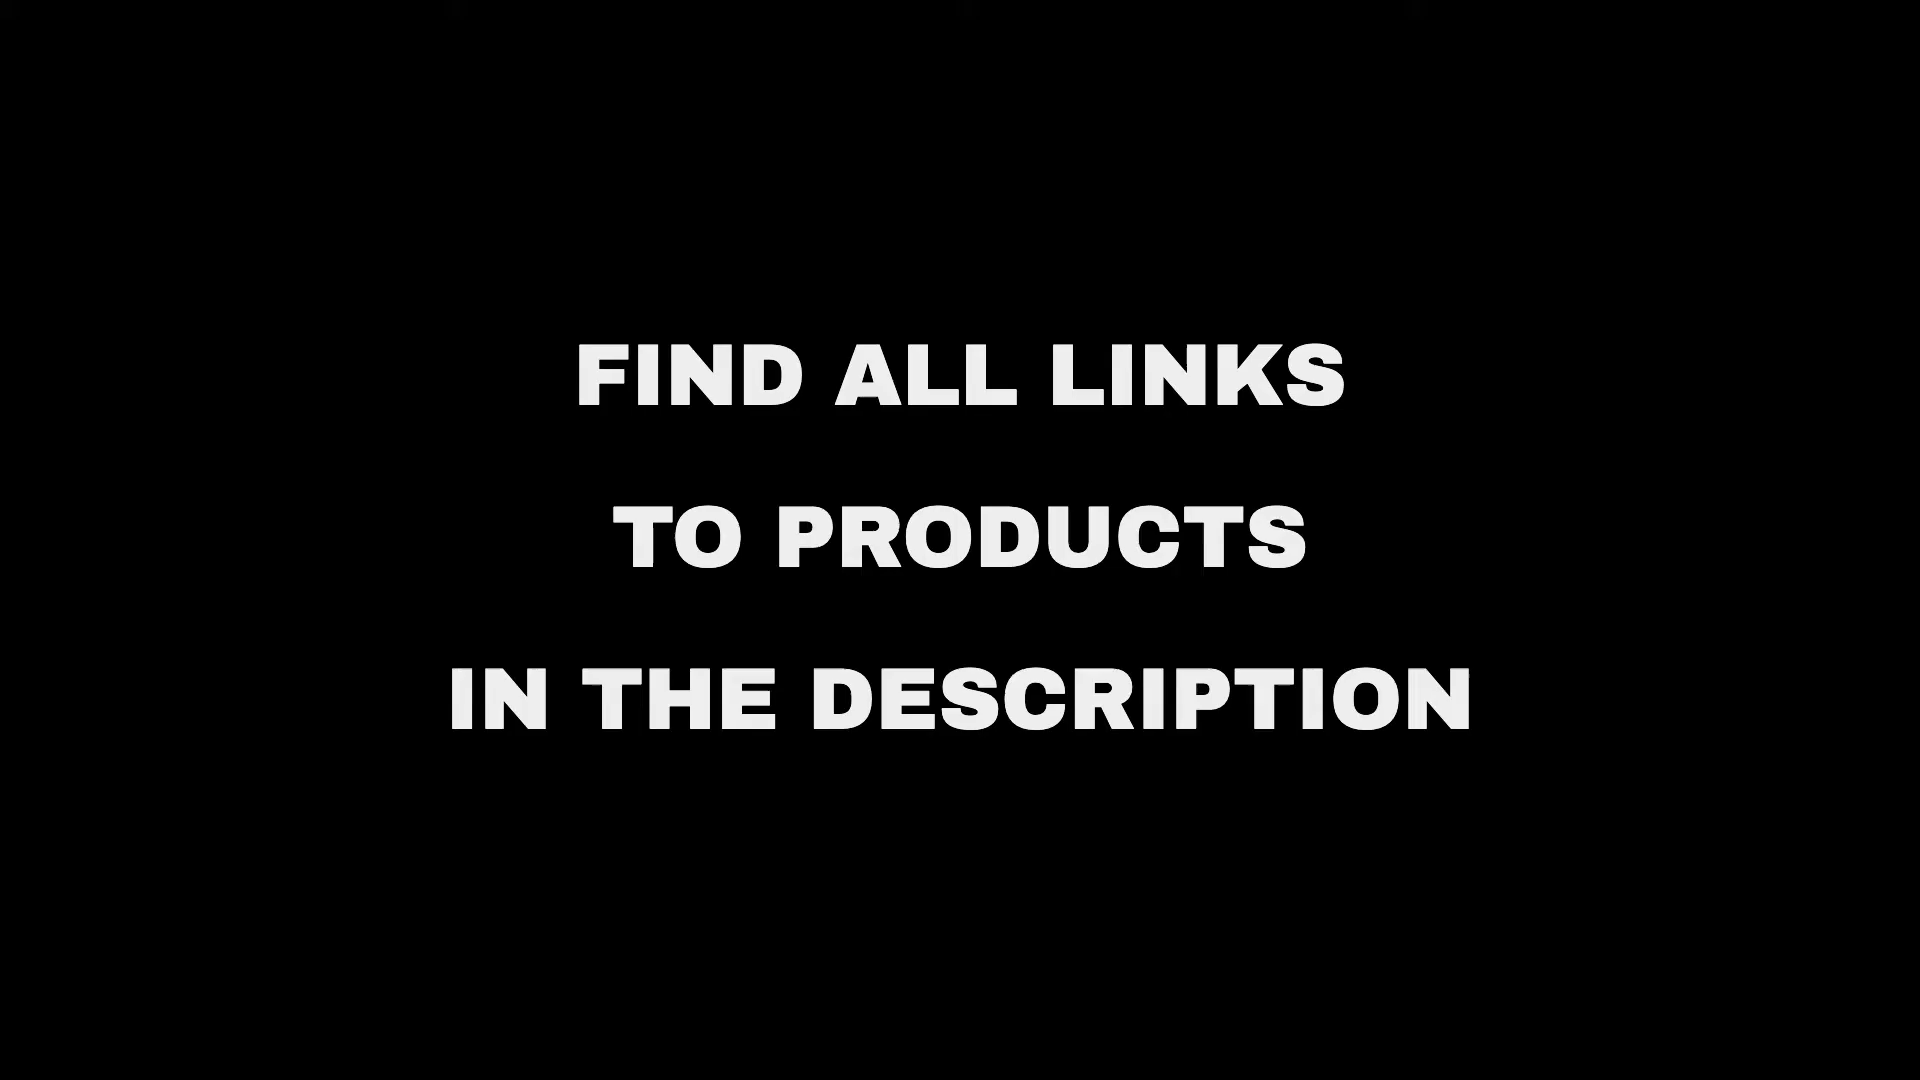 FIND ALL LINKS
TO PRODUCTS
IN THE DESCRIPTION